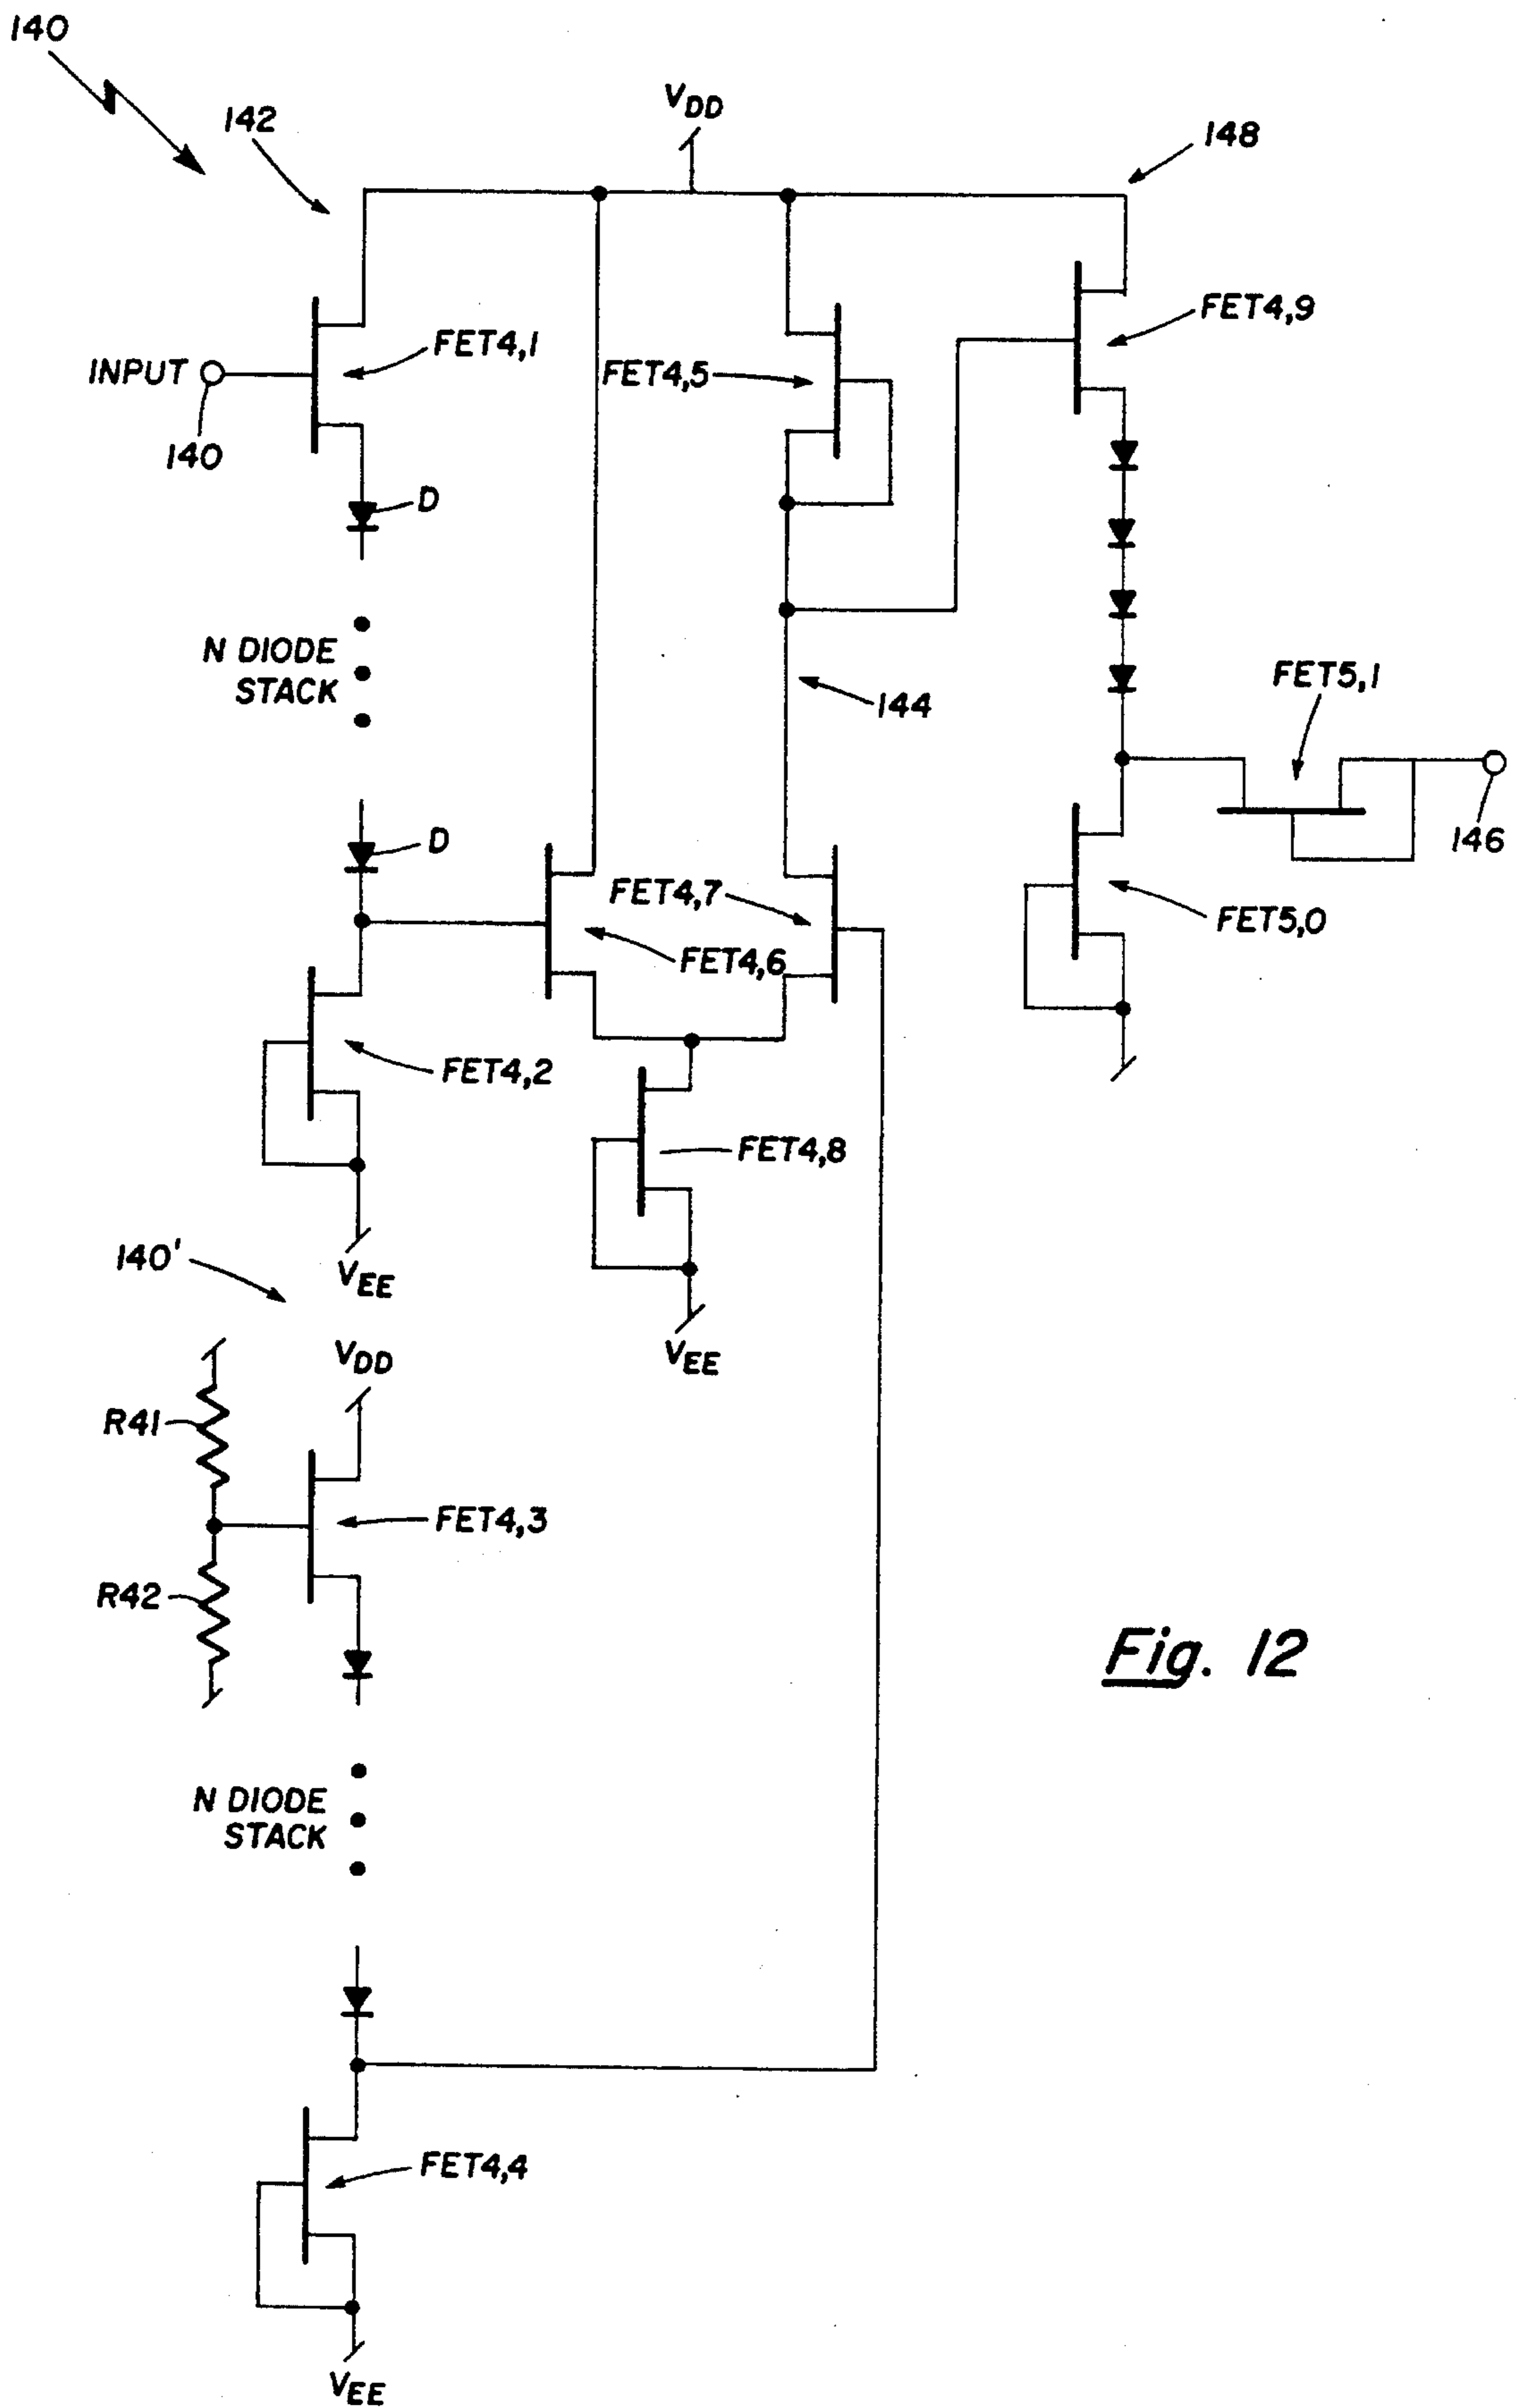 140
142
VDD
148
FET4,1
FET4,9
INPUT
FET4,5
140
D
N DIODE
STACK
FET5,1
144
D
146
FET4,7
FET4,6
FET5,0
FET4,2
FET4,8
140'
VEE
VDD
VEE
R41
FET4,3
R42
Fig. 12
N DIODE
STACK
FET4,4
VEE